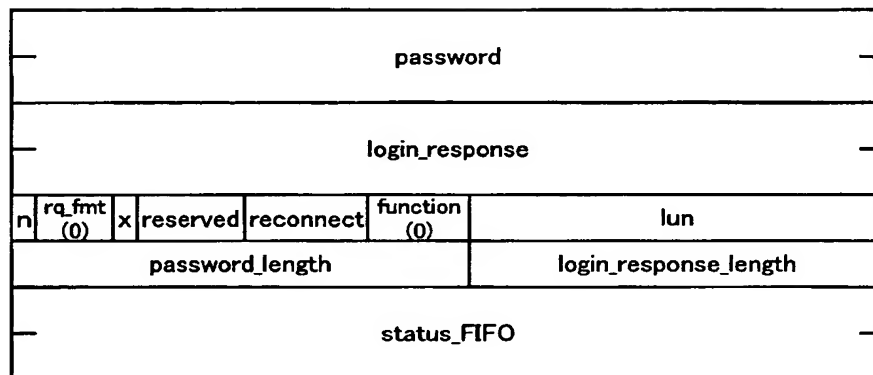 password
login_response
n rq_fmt (0) x reserved reconnect function (0) lun
password_length login_response_length
status_FIFO